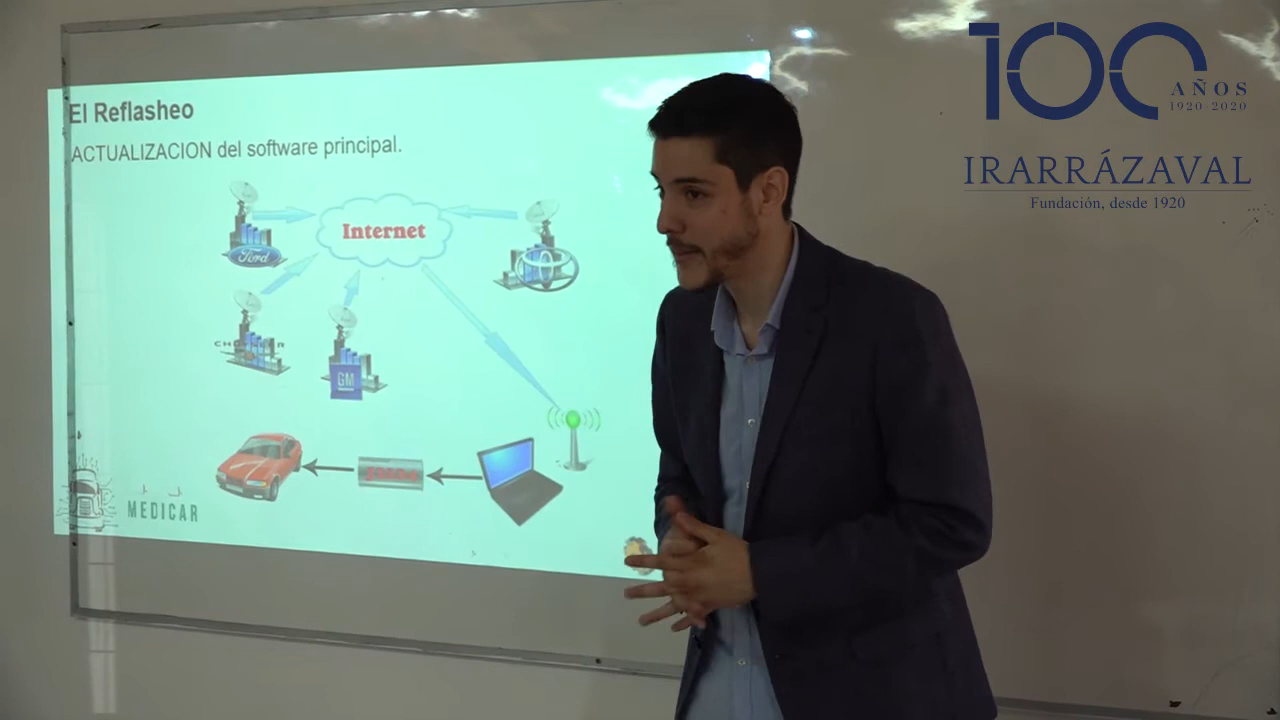 El Reflasheo
ACTUALIZACION del software principal.
Internet
Ford
GM
MEDICAR
100
AÑOS
1920-2020
IRARRÁZAVAL
Fundación, desde 1920